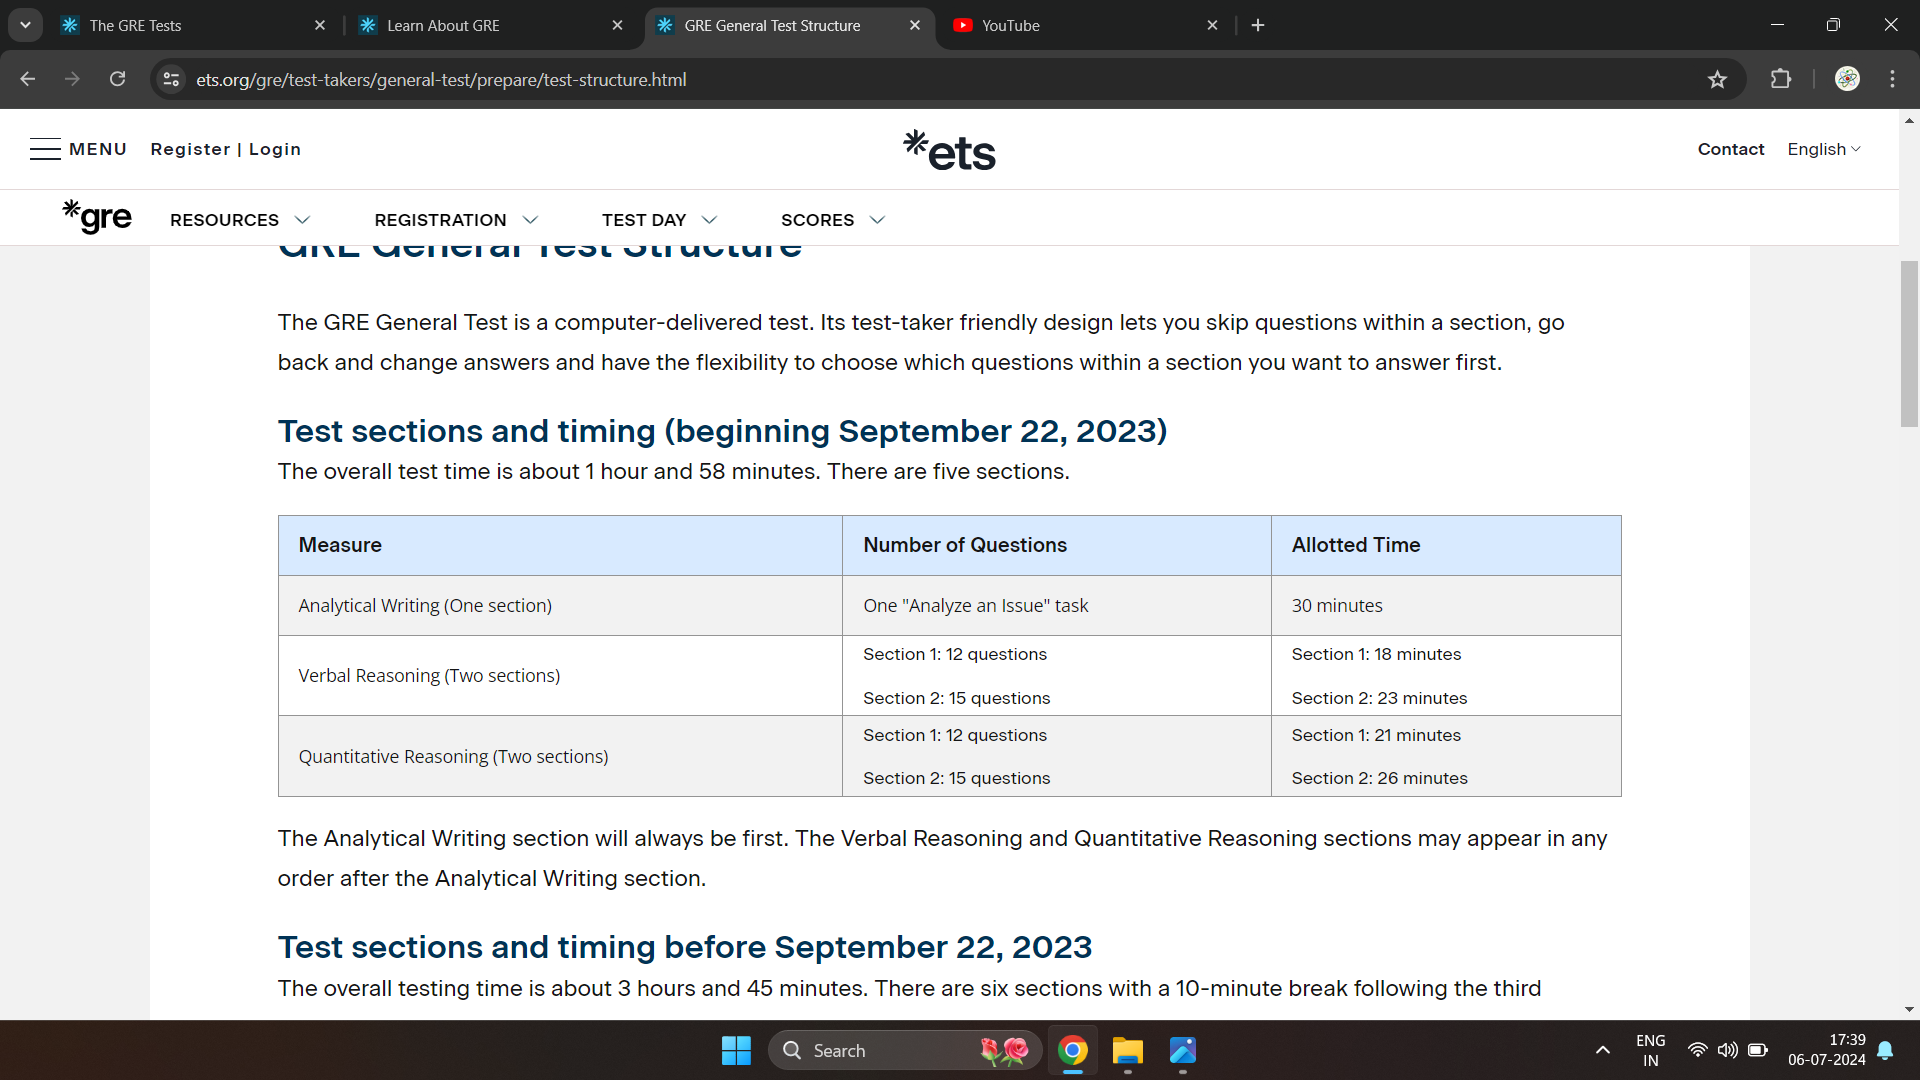 The GRE Tests
Learn About GRE
GRE General Test Structure
YouTube
ets.org/gre/test-takers/general-test/prepare/test-structure.html
MENU
Register | Login
*ets
Contact
English
*gre
RESOURCES
REGISTRATION
TEST DAY
SCORES
GRE General Test Structure
The GRE General Test is a computer-delivered test. Its test-taker friendly design lets you skip questions within a section, go
back and change answers and have the flexibility to choose which questions within a section you want to answer first.
Test sections and timing (beginning September 22, 2023)
The overall test time is about 1 hour and 58 minutes. There are five sections.
Measure
Number of Questions
Allotted Time
Analytical Writing (One section)
One "Analyze an Issue" task
30 minutes
Verbal Reasoning (Two sections)
Section 1: 12 questions
Section 2: 15 questions
Section 1: 18 minutes
Section 2: 23 minutes
Quantitative Reasoning (Two sections)
Section 1: 12 questions
Section 2: 15 questions
Section 1: 21 minutes
Section 2: 26 minutes
The Analytical Writing section will always be first. The Verbal Reasoning and Quantitative Reasoning sections may appear in any
order after the Analytical Writing section.
Test sections and timing before September 22, 2023
The overall testing time is about 3 hours and 45 minutes. There are six sections with a 10-minute break following the third
Search
ENG
IN
17:39
06-07-2024